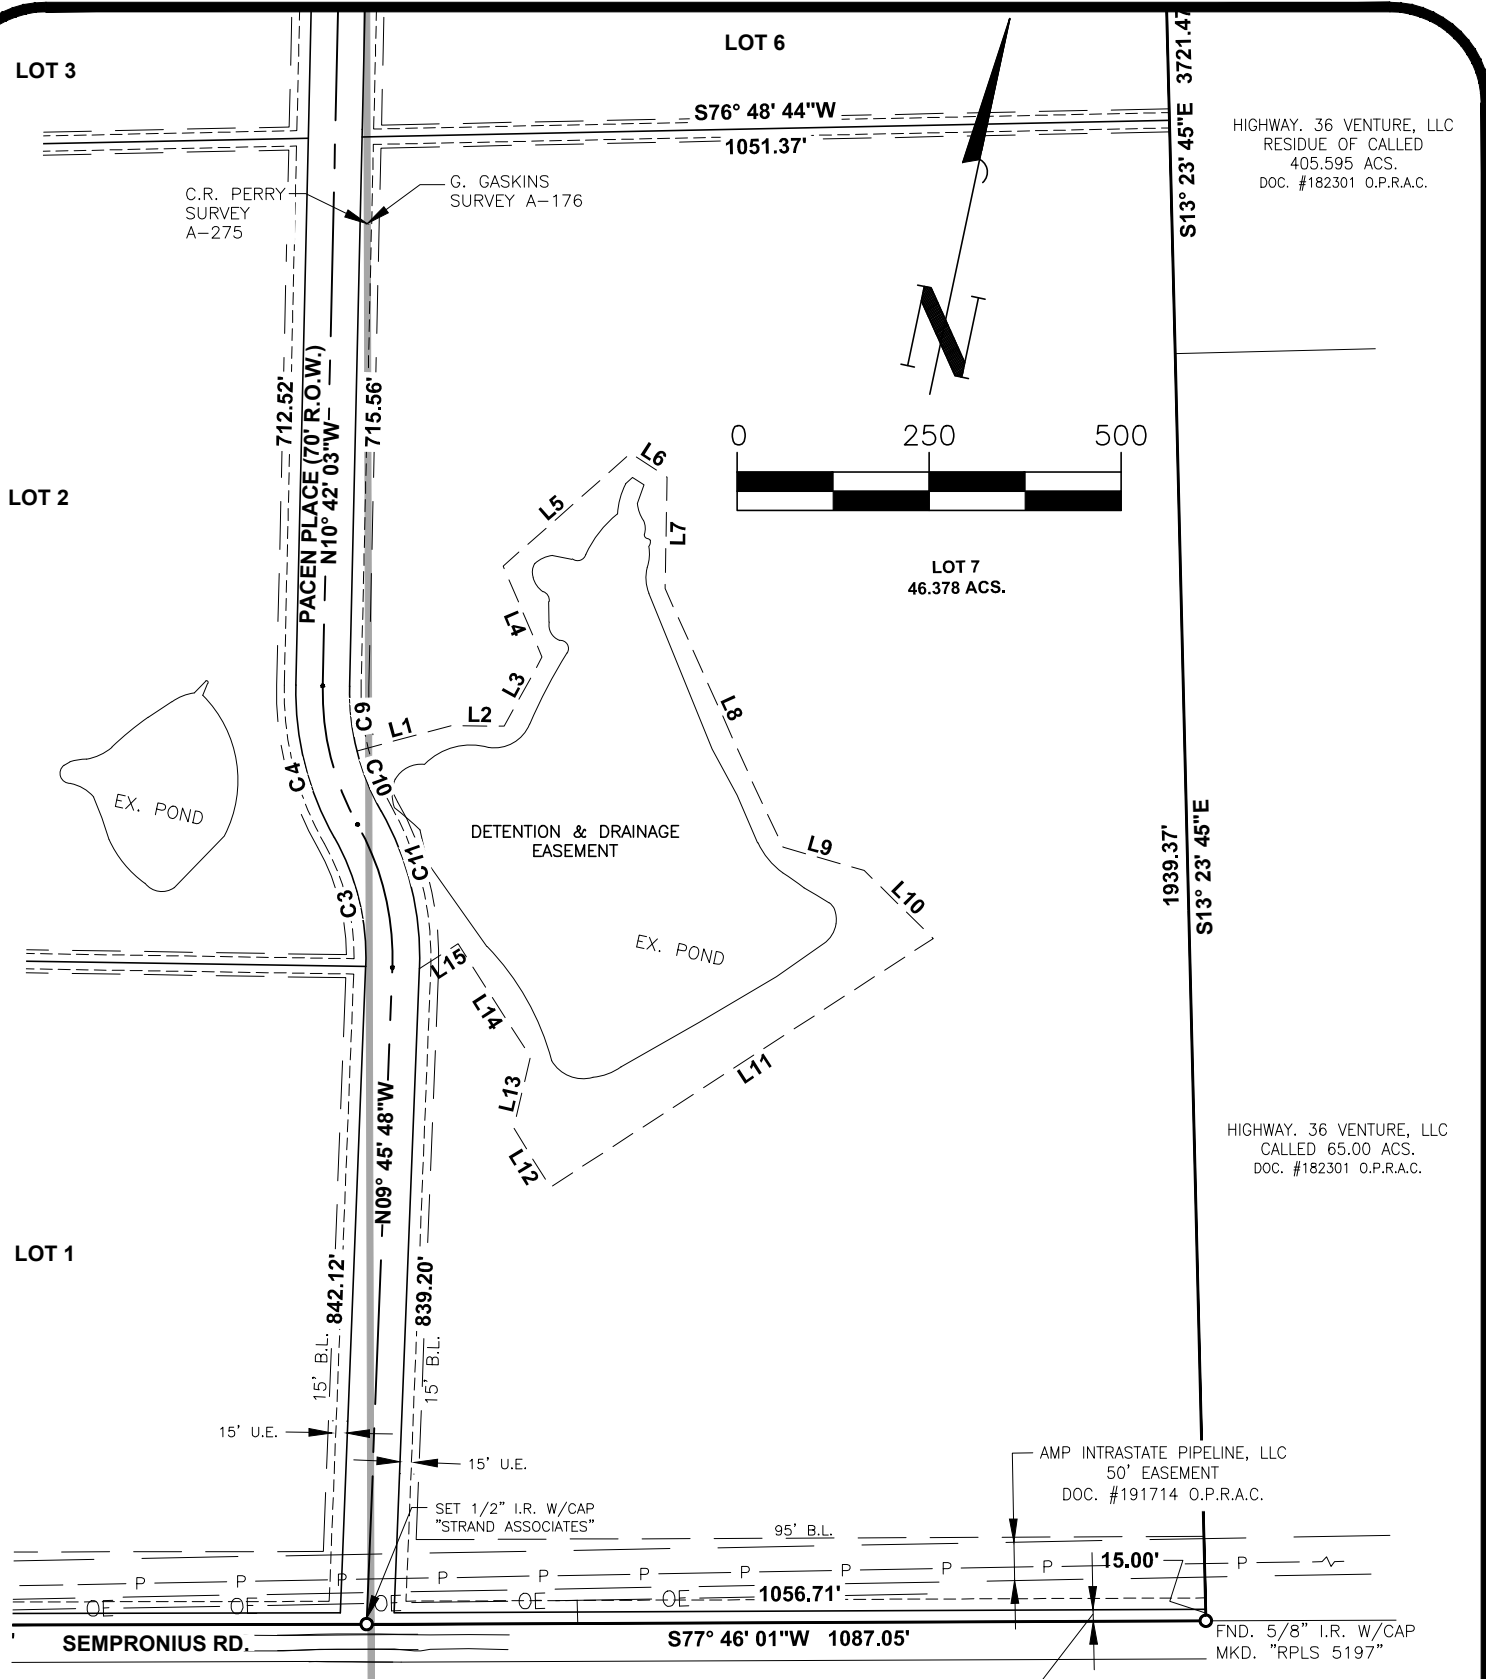 LOT 3
LOT 6
S76° 48' 44"W
1051.37'
S13° 23' 45"E 3721.47
HIGHWAY. 36 VENTURE, LLC
RESIDUE OF CALLED
405.595 ACS.
DOC. #182301 O.P.R.A.C.
C.R. PERRY
SURVEY
A-275
G. GASKINS
SURVEY A-176
N
712.52'
PACEN PLACE (70' R.O.W.)
N10° 42' 03"W
715.56'
0 250 500
LOT 2
LOT 7
46.378 ACS.
L6
L5
L7
L4
L3
L2
L1
L8
C9
C10
C4
C11
C3
EX. POND
DETENTION & DRAINAGE
EASEMENT
EX. POND
L9
L10
L11
L12
L13
L14
L15
1939.37'
S13° 23' 45"E
HIGHWAY. 36 VENTURE, LLC
CALLED 65.00 ACS.
DOC. #182301 O.P.R.A.C.
N09° 45' 48"W
LOT 1
842.12'
839.20'
15' B.L.
15' B.L.
15' U.E.
15' U.E.
SET 1/2" I.R. W/CAP
"STRAND ASSOCIATES"
AMP INTRASTATE PIPELINE, LLC
50' EASEMENT
DOC. #191714 O.P.R.A.C.
95' B.L.
P P P P P P P P P P P
15.00'
OE OE OE OE OE
1056.71'
SEMPRONIUS RD.
S77° 46' 01"W 1087.05'
FND. 5/8" I.R. W/CAP
MKD. "RPLS 5197"